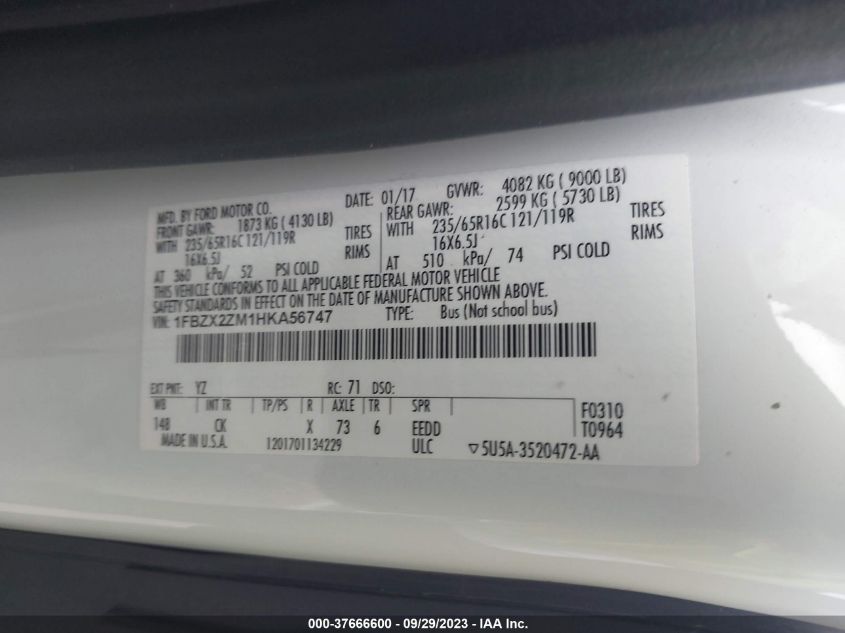 MFD. BY FORD MOTOR CO. DATE: 01/17 GVWR: 4082 KG ( 9000 LB)
FRONT GAWR: 1873 KG ( 4130 LB) REAR GAWR: 2599 KG ( 5730 LB)
WITH 235/65R16C 121/119R TIRES WITH 235/65R16C 121/119R TIRES
16X6.5J RIMS 16X6.5J RIMS
AT 360 kPa/ 52 PSI COLD AT 510 kPa/ 74 PSI COLD
THIS VEHICLE CONFORMS TO ALL APPLICABLE FEDERAL MOTOR VEHICLE
SAFETY STANDARDS IN EFFECT ON THE DATE OF MANUFACTURE SHOWN ABOVE.
VIN: 1FBZX2ZM1HKA56747 TYPE: Bus (Not school bus)
EXT PNT: YZ RC: 71 DSO:
WB INT TR TP/PS R AXLE TR SPR F0310
148 CK X 73 6 EEDD T0964
MADE IN U.S.A. 1201701134229 ULC ▽5U5A-3520472-AA
000-37666600 - 09/29/2023 - IAA Inc.